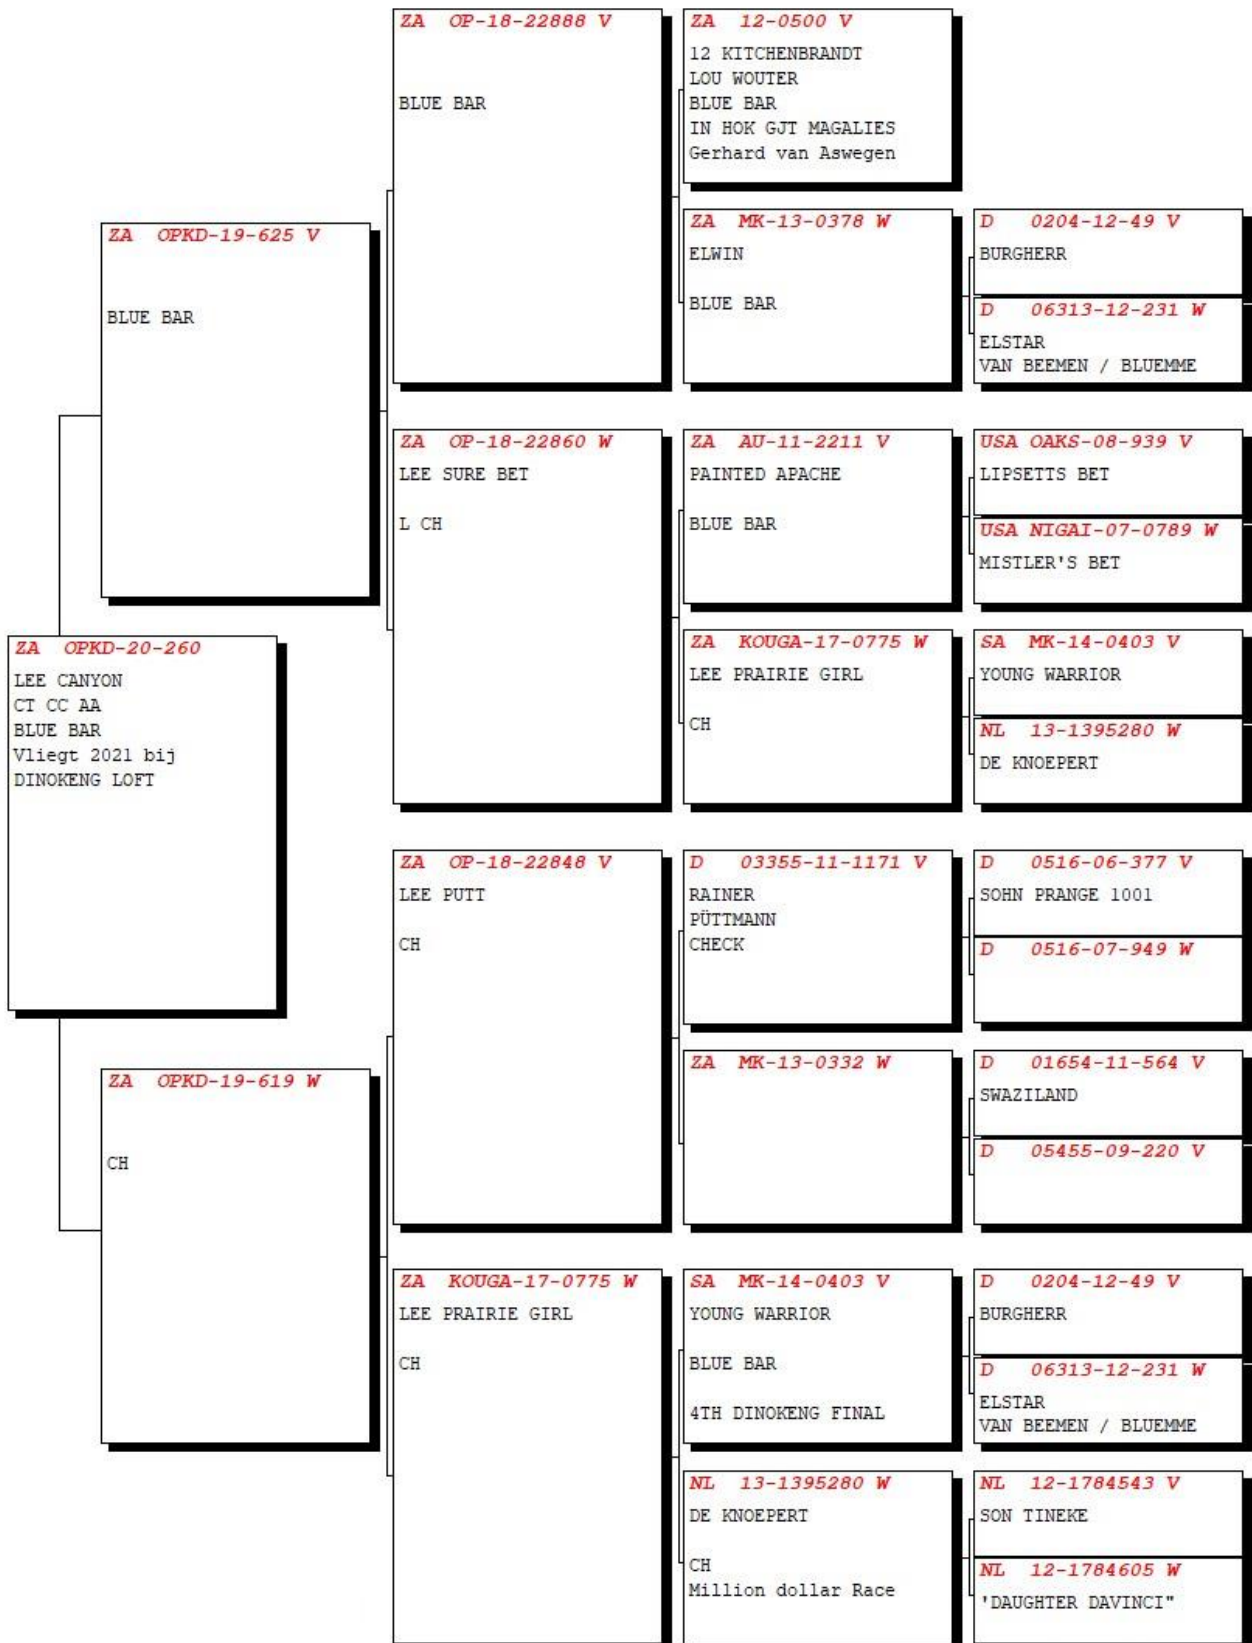 ZA OPKD-20-260
LEE CANYON
CT CC AA
BLUE BAR
Vliegt 2021 bij
DINOKENG LOFT
ZA OPKD-19-625 V
BLUE BAR
ZA OPKD-19-619 W
CH
ZA OP-18-22888 V
BLUE BAR
ZA OP-18-22860 W
LEE SURE BET
L CH
ZA OP-18-22848 V
LEE PUTT
CH
ZA KOUGA-17-0775 W
LEE PRAIRIE GIRL
CH
ZA 12-0500 V
12 KITCHENBRANDT
LOU WOUTER
BLUE BAR
IN HOK GJT MAGALIES
Gerhard van Aswegen
ZA MK-13-0378 W
ELWIN
BLUE BAR
ZA AU-11-2211 V
PAINTED APACHE
BLUE BAR
ZA KOUGA-17-0775 W
LEE PRAIRIE GIRL
CH
D 03355-11-1171 V
RAINER
PÜTTMANN
CHECK
ZA MK-13-0332 W
SA MK-14-0403 V
YOUNG WARRIOR
BLUE BAR
4TH DINOKENG FINAL
NL 13-1395280 W
DE KNOEPERT
CH
Million dollar Race
D 0204-12-49 V
BURGHERR
D 06313-12-231 W
ELSTAR
VAN BEEMEN / BLUEMME
USA OAKS-08-939 V
LIPSETTS BET
USA NIGAI-07-0789 W
MISTLER'S BET
SA MK-14-0403 V
YOUNG WARRIOR
NL 13-1395280 W
DE KNOEPERT
D 0516-06-377 V
SOHN PRANGE 1001
D 0516-07-949 W
D 01654-11-564 V
SWAZILAND
D 05455-09-220 V
D 0204-12-49 V
BURGHERR
D 06313-12-231 W
ELSTAR
VAN BEEMEN / BLUEMME
NL 12-1784543 V
SON TINEKE
NL 12-1784605 W
'DAUGHTER DAVINCI"